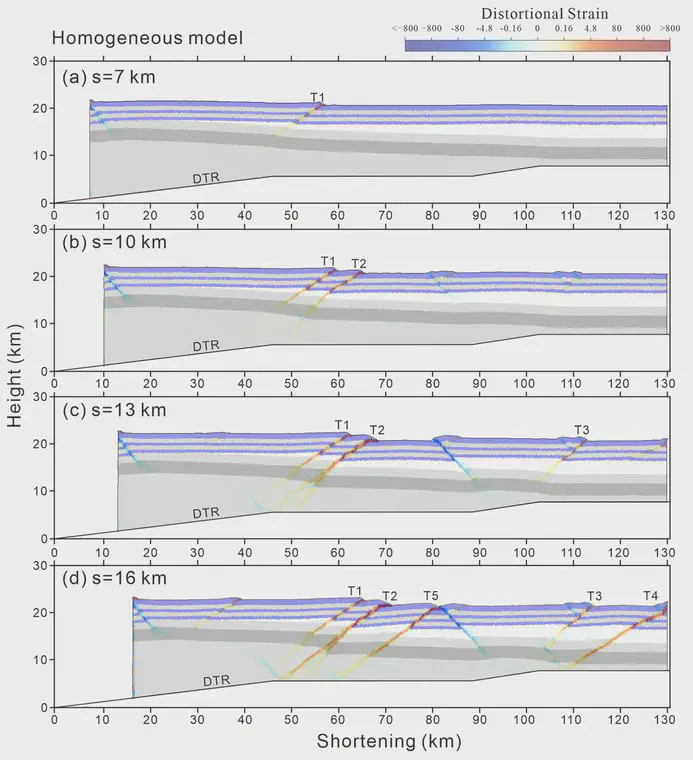 Distortional Strain
<=-800 -800 -80 -4.8 -0.16 0 0.16 4.8 80 800 >800
Homogeneous model
30
(a) s=7 km
T1
20
10
DTR
0
0 10 20 30 40 50 60 70 80 90 100 110 120 130
30
(b) s=10 km
T1 T2
20
10
DTR
0
0 10 20 30 40 50 60 70 80 90 100 110 120 130
Height (km)
30
(c) s=13 km
T1 T2 T3
20
10
DTR
0
0 10 20 30 40 50 60 70 80 90 100 110 120 130
30
(d) s=16 km
T1 T2 T5 T3 T4
20
10
DTR
0
0 10 20 30 40 50 60 70 80 90 100 110 120 130
Shortening (km)